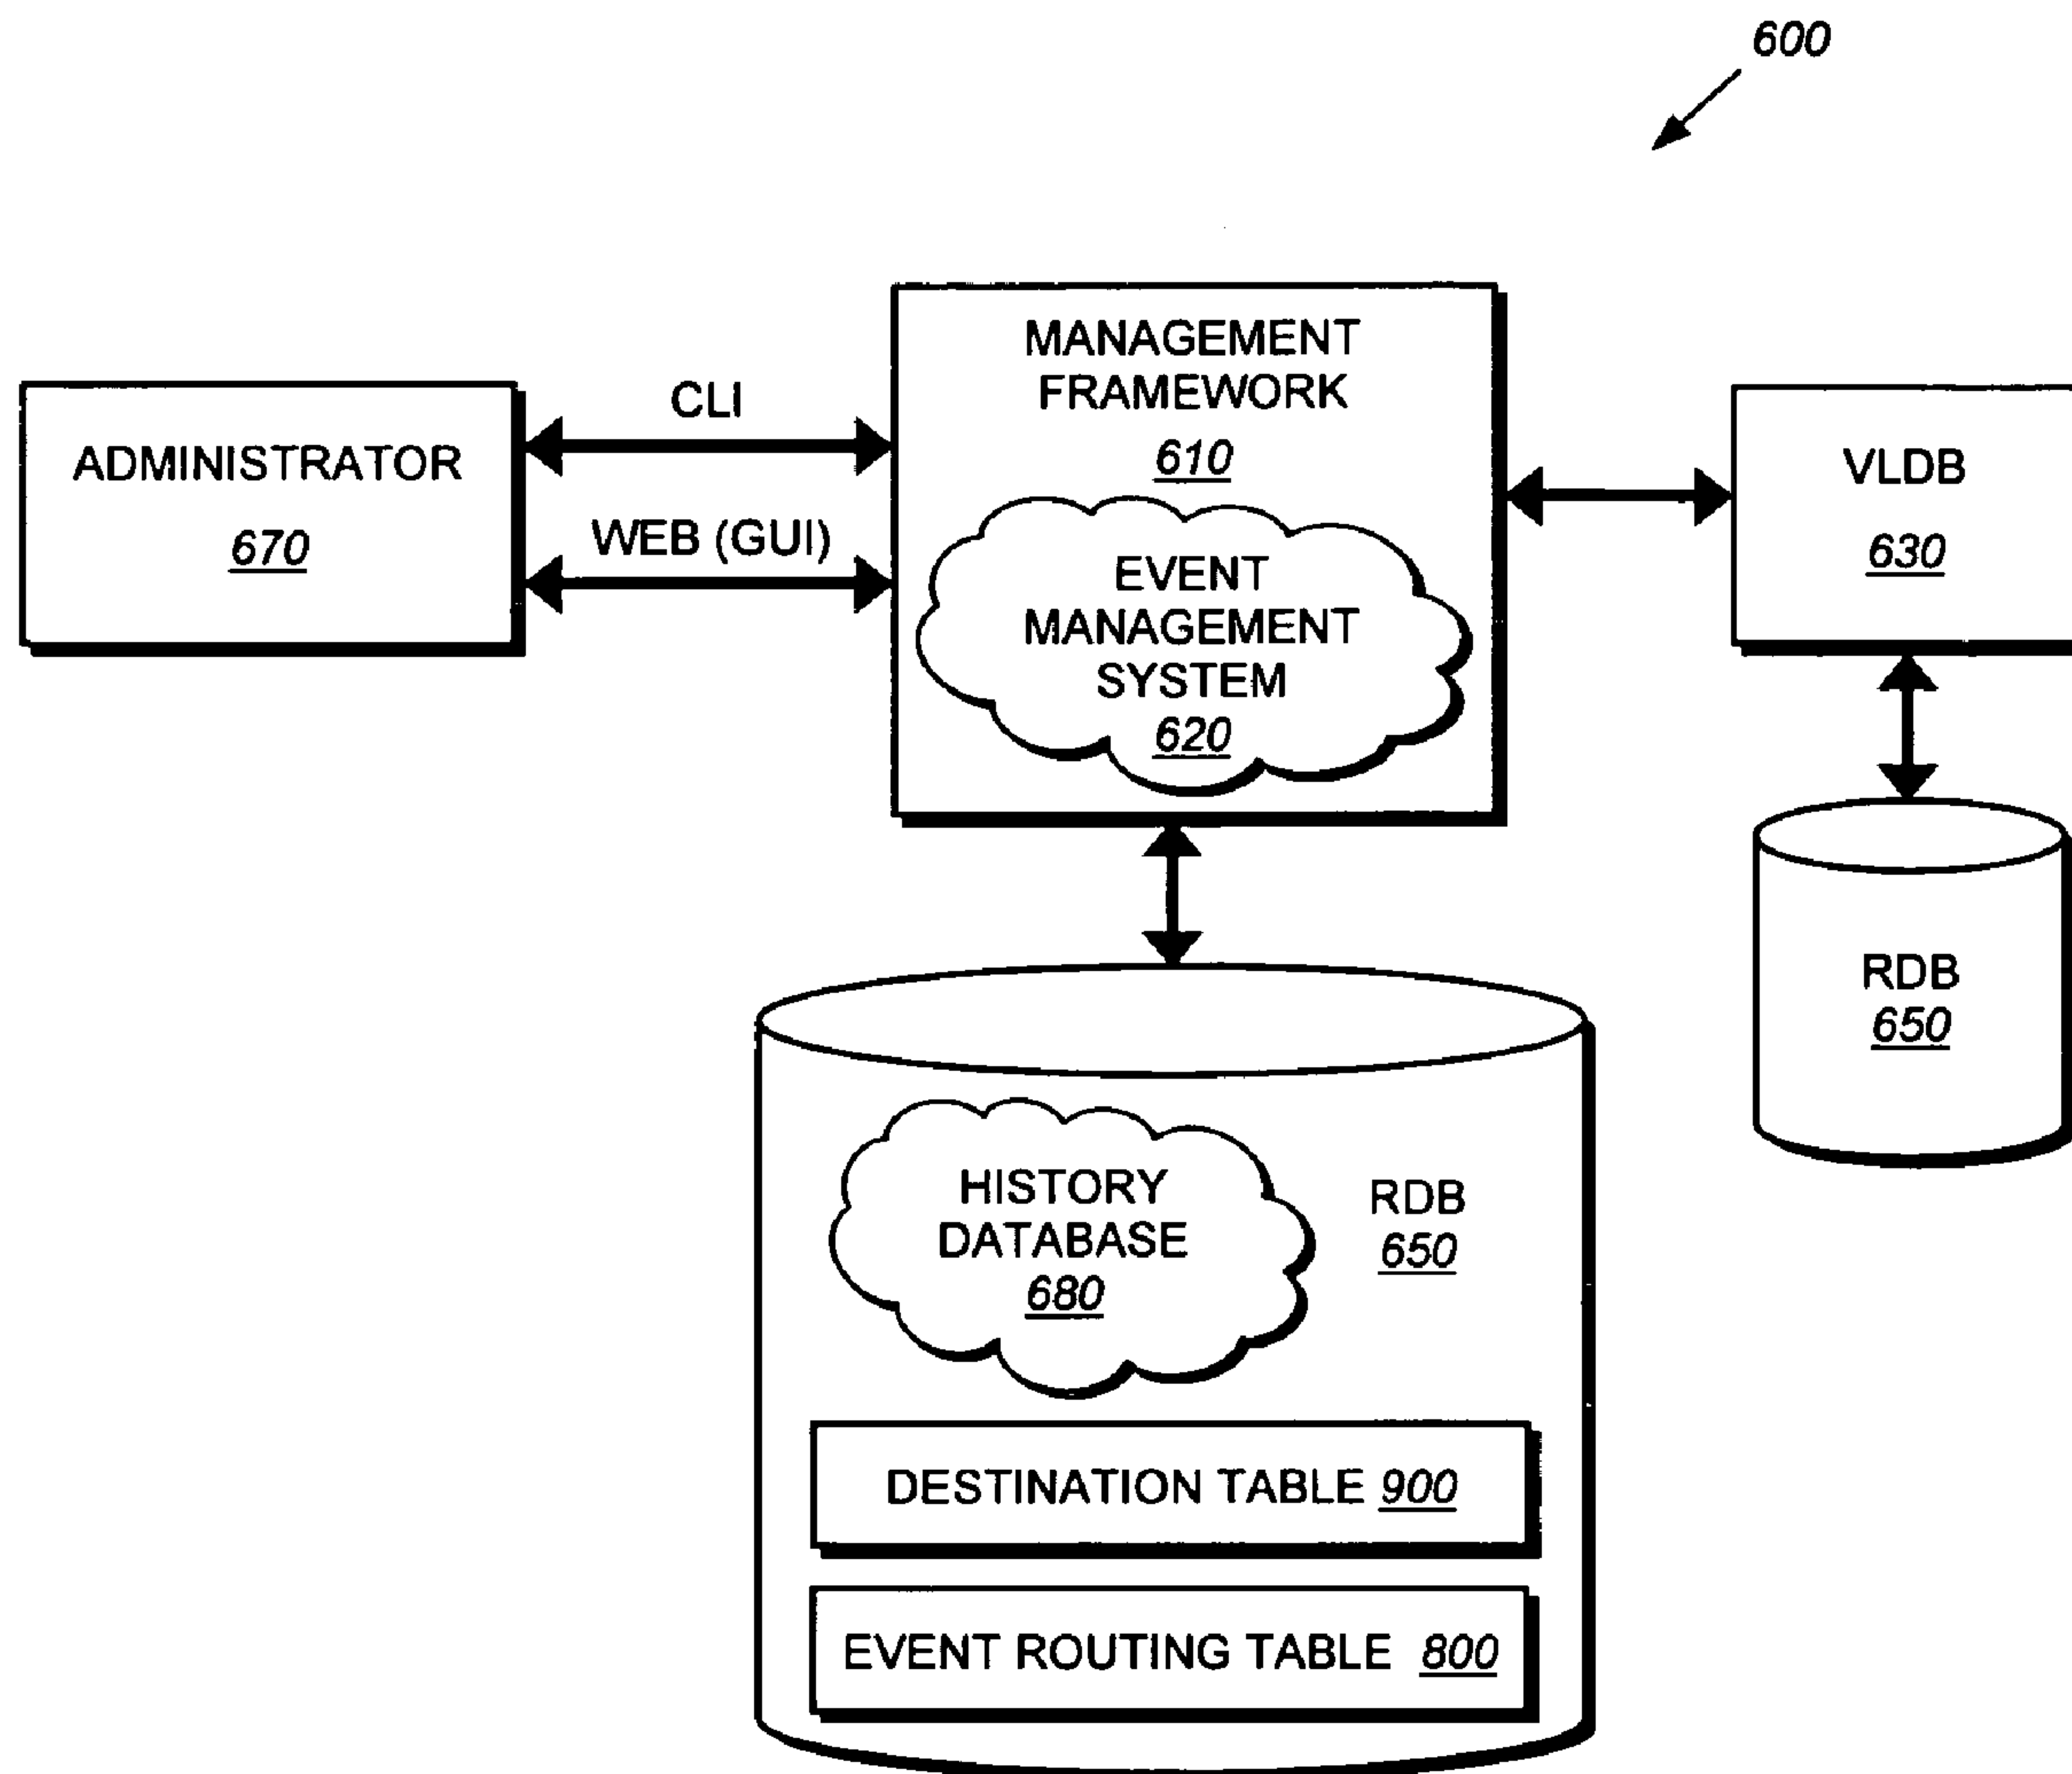 600
ADMINISTRATOR
670
CLI
WEB (GUI)
MANAGEMENT
FRAMEWORK
610
EVENT
MANAGEMENT
SYSTEM
620
VLDB
630
RDB
650
HISTORY
DATABASE
680
RDB
650
DESTINATION TABLE 900
EVENT ROUTING TABLE 800